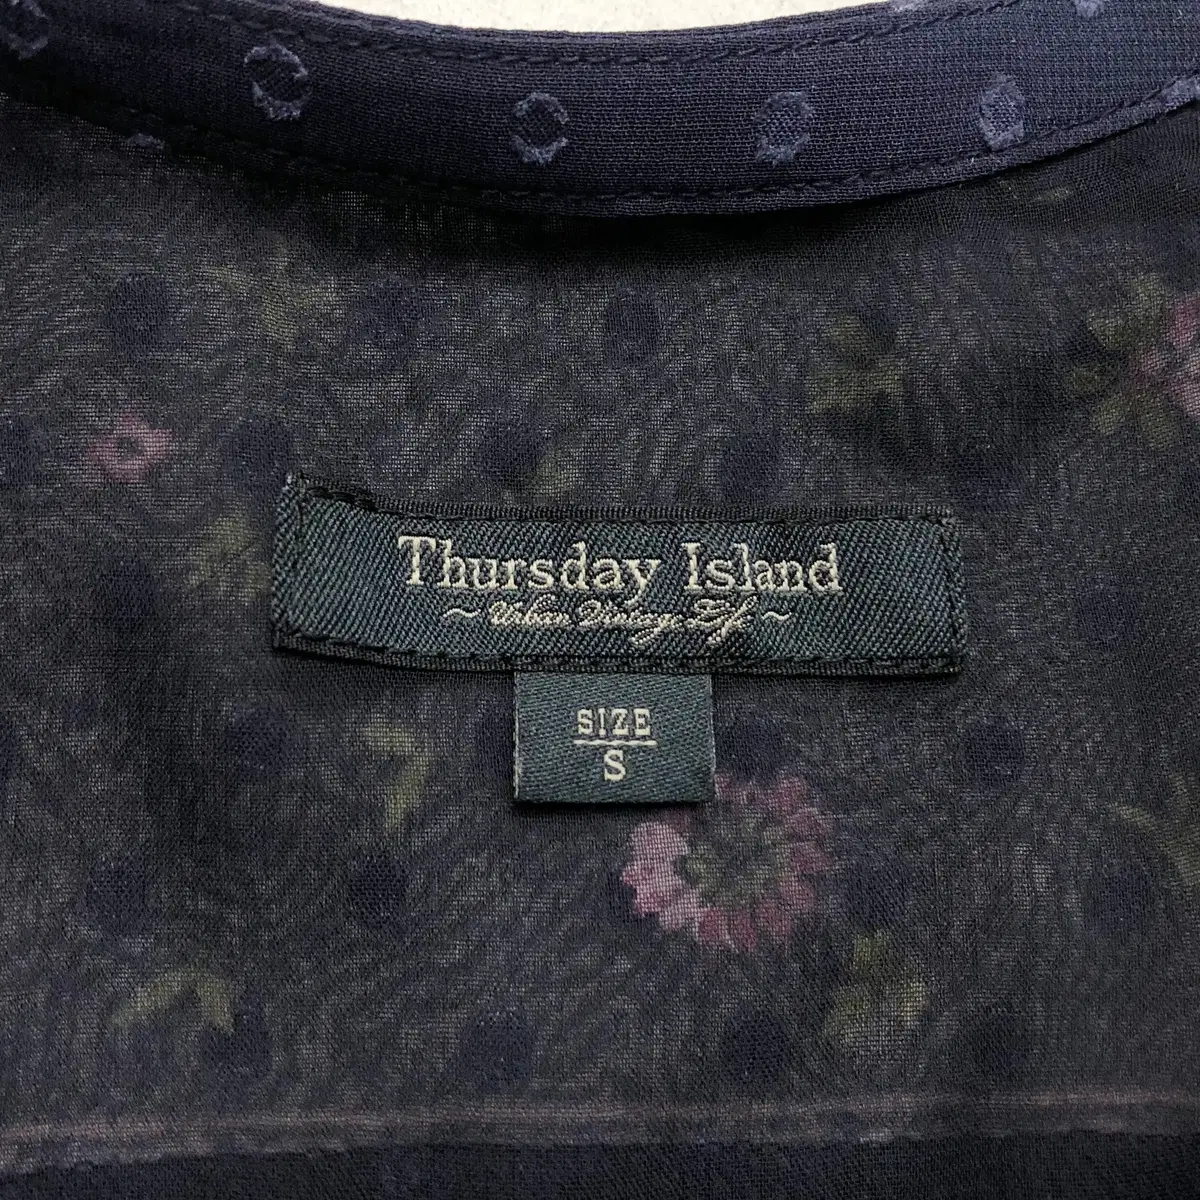 Thursday Island
~ Urban Vintage Life ~
SIZE
S